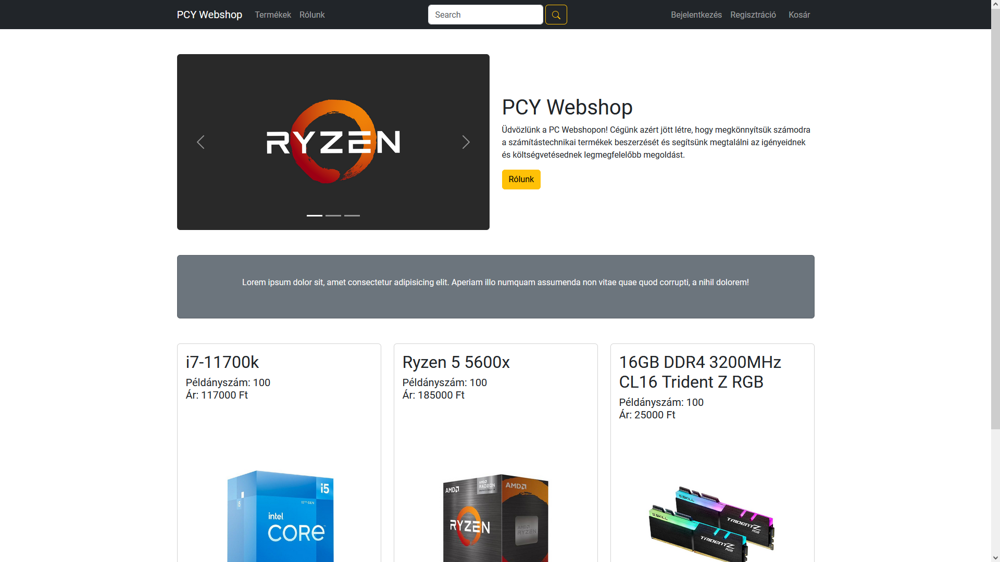 PCY Webshop
Termékek
Rólunk
Search
Bejelentkezés
Regisztráció
Kosár
RYZEN
PCY Webshop
Üdvözlünk a PC Webshopon! Cégünk azért jött létre, hogy megkönnyítsük számodra
a számítástechnikai termékek beszerzését és segítsünk megtalálni az igényeidnek
és költségvetésednek legmegfelelőbb megoldást.
Rólunk
Lorem ipsum dolor sit, amet consectetur adipisicing elit. Aperiam illo numquam assumenda non vitae quae quod corrupti, a nihil dolorem!
i7-11700k
Példányszám: 100
Ár: 117000 Ft
i5
i5
12TH GEN
intel
CORE
Ryzen 5 5600x
Példányszám: 100
Ár: 185000 Ft
AMD
AMD
RADEON
AMD
RYZEN
AMD
RYZEN
16GB DDR4 3200MHz
CL16 Trident Z RGB
Példányszám: 100
Ár: 25000 Ft
G.SKILL
TRIDENT Z
RGB
G.SKILL
TRIDENT Z
RGB